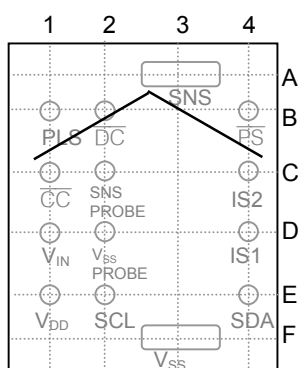 1 2 3 4
A
SNS
B
PLS DC PS
C
CC SNS PROBE IS2
D
VIN VSS PROBE IS1
E
VDD SCL SDA
F
VSS